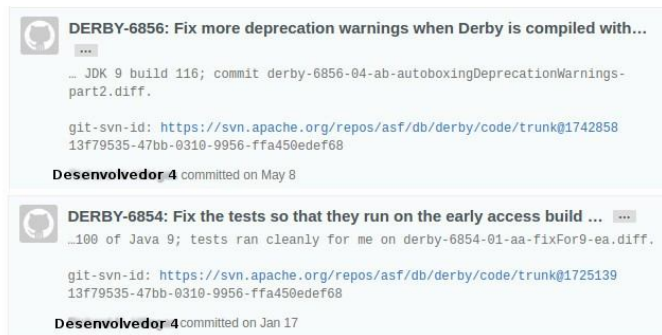 DERBY-6856: Fix more deprecation warnings when Derby is compiled with…
...
… JDK 9 build 116; commit derby-6856-04-ab-autoboxingDeprecationWarnings-
part2.diff.
git-svn-id: https://svn.apache.org/repos/asf/db/derby/code/trunk@1742858
13f79535-47bb-0310-9956-ffa450edef68
Desenvolvedor 4 committed on May 8
DERBY-6854: Fix the tests so that they run on the early access build … ...
…100 of Java 9; tests ran cleanly for me on derby-6854-01-aa-fixFor9-ea.diff.
git-svn-id: https://svn.apache.org/repos/asf/db/derby/code/trunk@1725139
13f79535-47bb-0310-9956-ffa450edef68
Desenvolvedor 4 committed on Jan 17